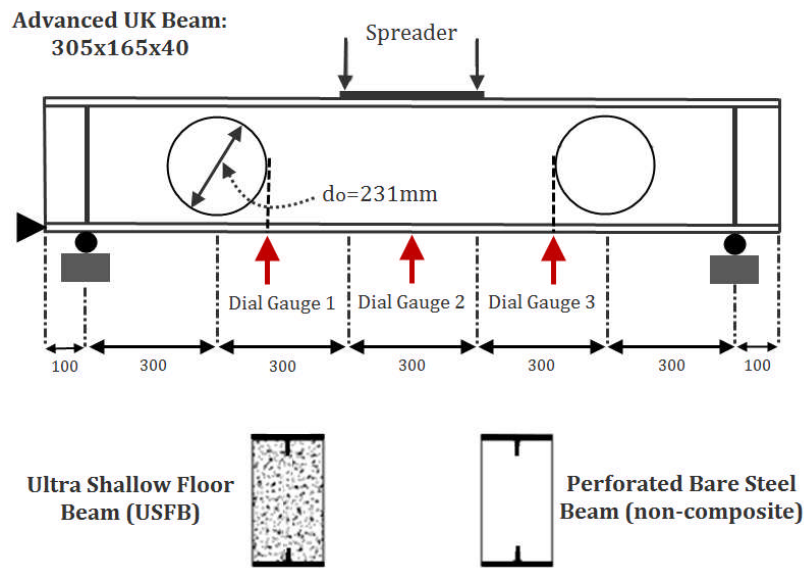 Advanced UK Beam:
305x165x40
Spreader
do=231mm
Dial Gauge 1
Dial Gauge 2
Dial Gauge 3
100
300
300
300
300
300
100
Ultra Shallow Floor
Beam (USFB)
Perforated Bare Steel
Beam (non-composite)